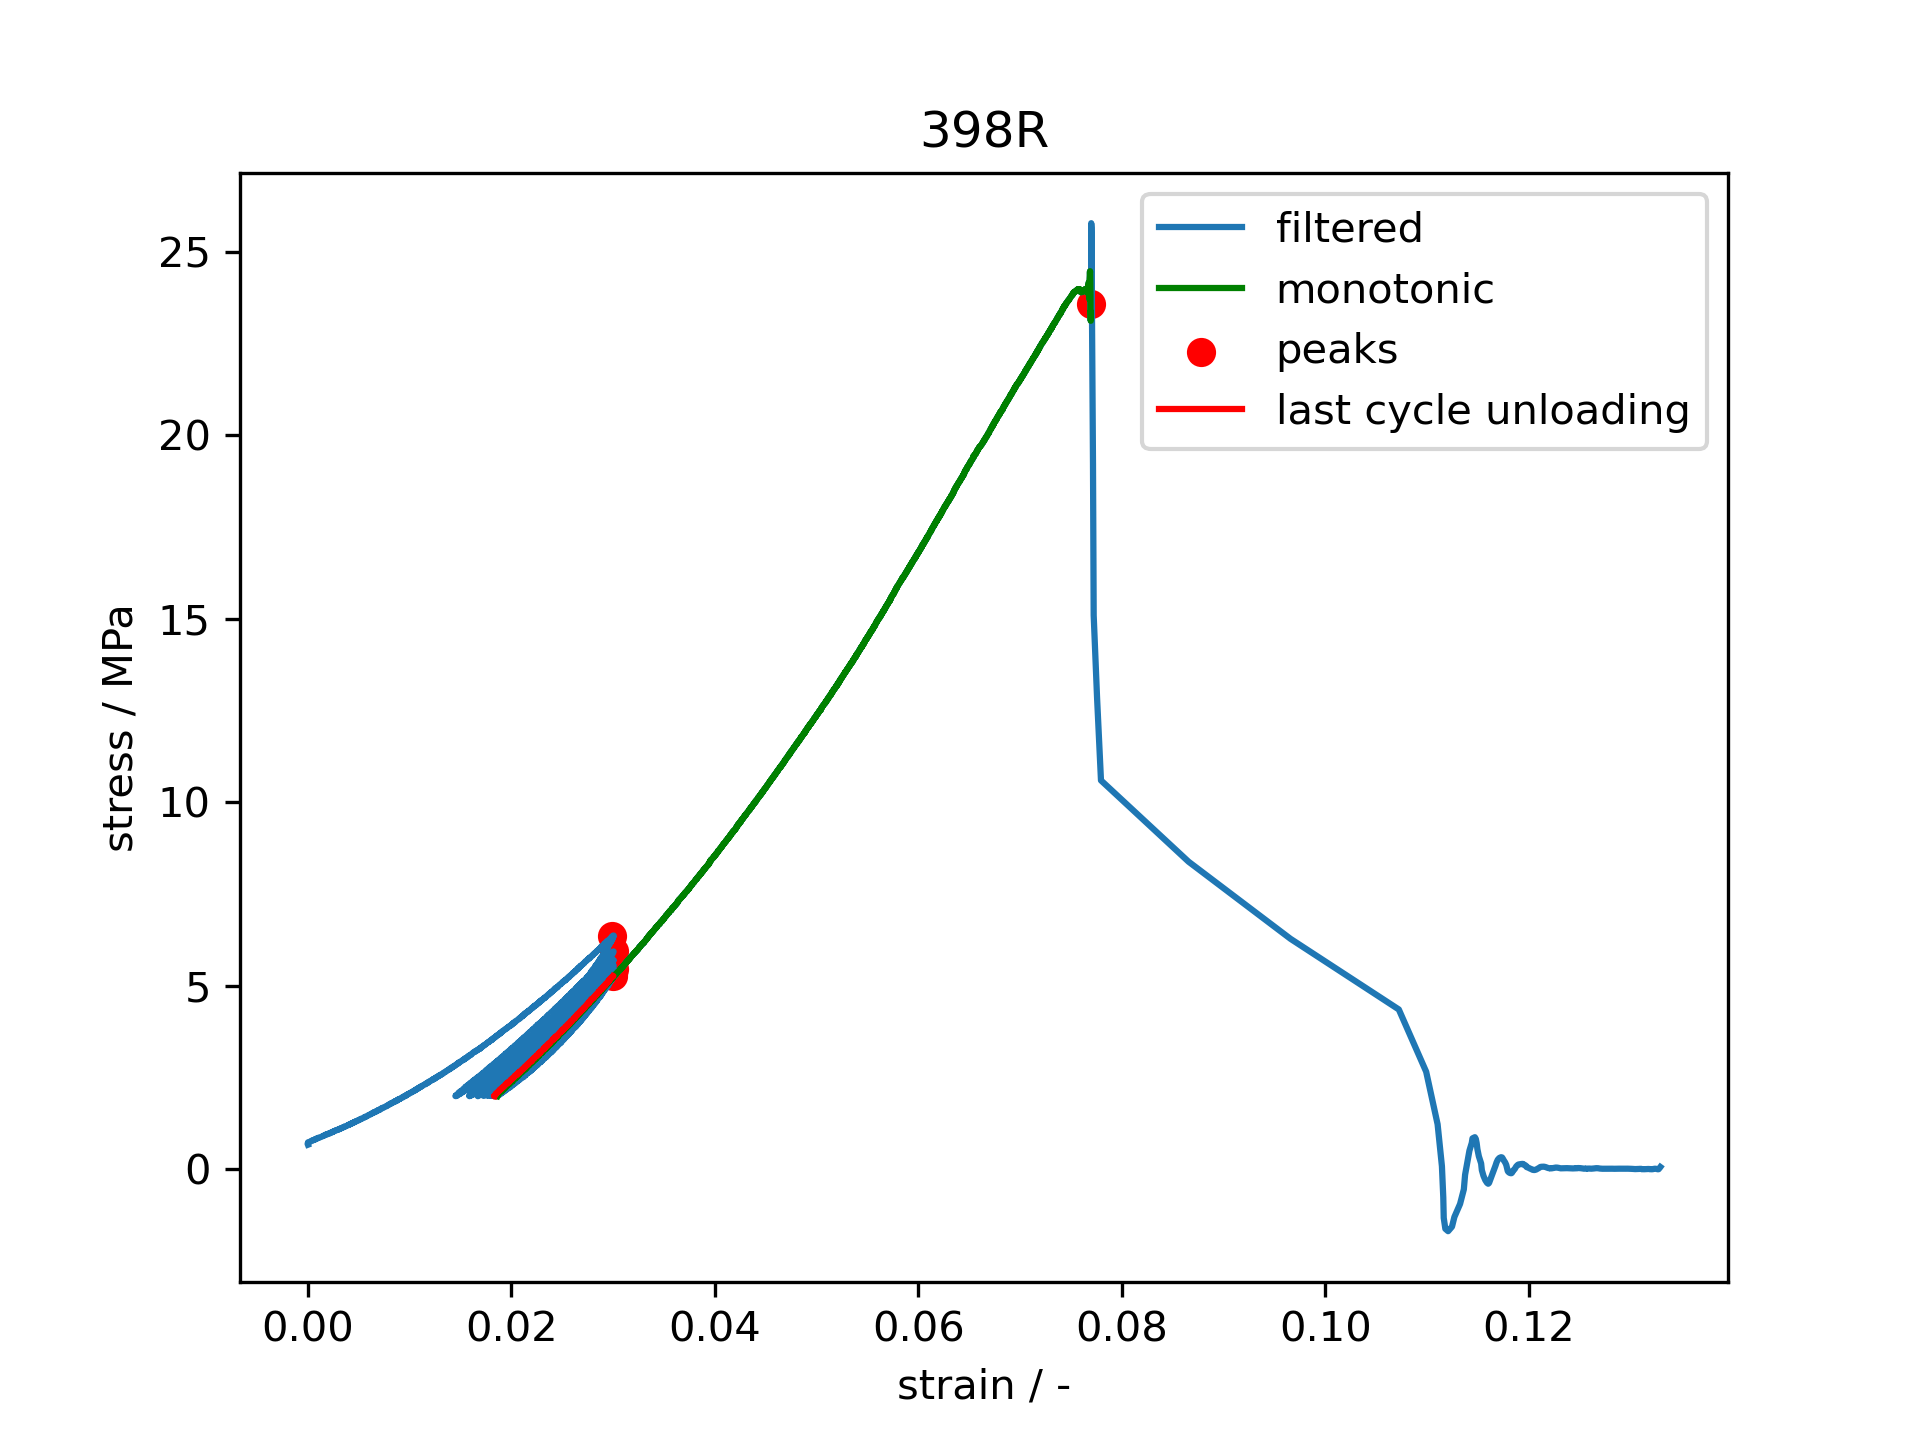 398R
filtered
monotonic
peaks
last cycle unloading
25
20
15
10
5
0
stress / MPa
0.00 0.02 0.04 0.06 0.08 0.10 0.12
strain / -